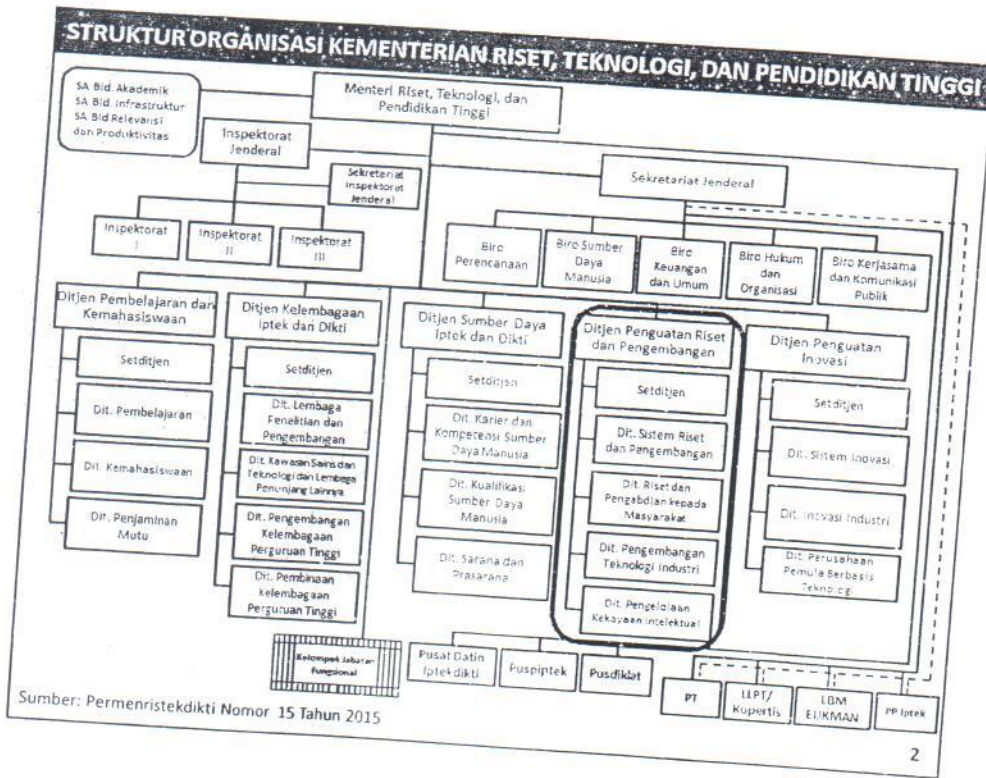 STRUKTUR ORGANISASI KEMENTERIAN RISET, TEKNOLOGI, DAN PENDIDIKAN TINGGI
SA Bid. Akademik
SA Bid. Infrastruktur
SA Bid Relevansi
dan Produktivitas
Menteri Riset, Teknologi, dan
Pendidikan Tinggi
Inspektorat
Jenderal
Sekretariat
Inspektorat
Jenderal
Sekretariat Jenderal
Inspektorat
I
Inspektorat
II
Inspektorat
III
Biro
Perencanaan
Biro Sumber
Daya
Manusia
Biro
Keuangan
dan Umum
Biro Hukum
dan
Organisasi
Biro Kerjasama
dan Komunikasi
Publik
Ditjen Pembelajaran dan
Kemahasiswaan
Setditjen
Dit. Pembelajaran
Dit. Kemahasiswaan
Dit. Penjaminan
Mutu
Ditjen Kelembagaan
Iptek dan Dikti
Setditjen
Dit. Lembaga
Penelitian dan
Pengembangan
Dit. Kawasan Sains dan
Teknologi dan Lembaga
Penunjang Lainnya
Dit. Pengembangan
Kelembagaan
Perguruan Tinggi
Dit. Pembinaan
Kelembagaan
Perguruan Tinggi
Ditjen Sumber Daya
Iptek dan Dikti
Setditjen
Dit. Karier dan
Kompetensi Sumber
Daya Manusia
Dit. Kualifikasi
Sumber Daya
Manusia
Dit. Sarana dan
Prasarana
Ditjen Penguatan Riset
dan Pengembangan
Setditjen
Dit. Sistem Riset
dan Pengembangan
Dit. Riset dan
Pengabdian kepada
Masyarakat
Dit. Pengembangan
Teknologi Industri
Dit. Pengelolaan
Kekayaan Intelektual
Ditjen Penguatan
Inovasi
Setditjen
Dit. Sistem Inovasi
Dit. Inovasi Industri
Dit. Perusahaan
Pemula Berbasis
Teknologi
Kelompok Jabatan
Fungsional
Pusat Datin
Iptekdikti
Puspiptek
Pusdiklat
PT
LLPT/
Kopertis
LBM
EIJKMAN
PP Iptek
Sumber: Permenristekdikti Nomor 15 Tahun 2015
2